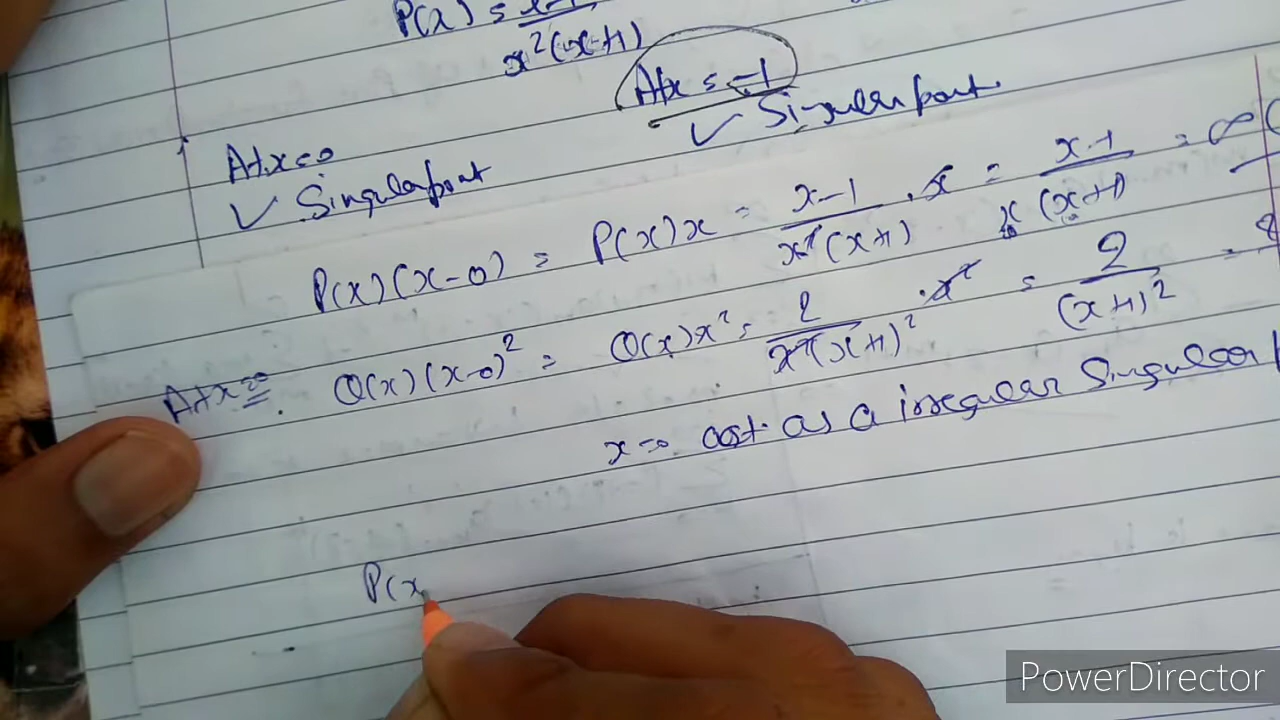 P(x) = x-1 / x²(x+1)
At x = -1
✓ Singular point
At x=0
✓ Singular point
P(x)(x-0) = P(x)x = x-1 / x²(x+1) . x = x-1 / x(x+1) = ∞
At x=0. Q(x)(x-0)² = Q(x)x² = 2 / x²(x+1)² . x² = 2 / (x+1)² =
x=0 as a irregular Singular
P(x
PowerDirector